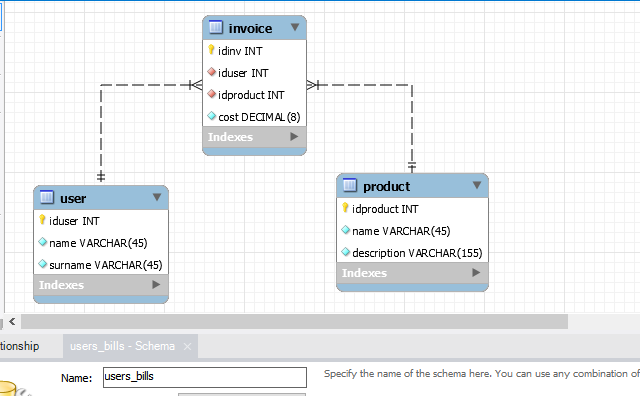 invoice
idinv INT
iduser INT
idproduct INT
cost DECIMAL(8)
Indexes
user
iduser INT
name VARCHAR(45)
surname VARCHAR(45)
Indexes
product
idproduct INT
name VARCHAR(45)
description VARCHAR(155)
Indexes
tionship
users_bills - Schema
Name: users_bills
Specify the name of the schema here. You can use any combination of